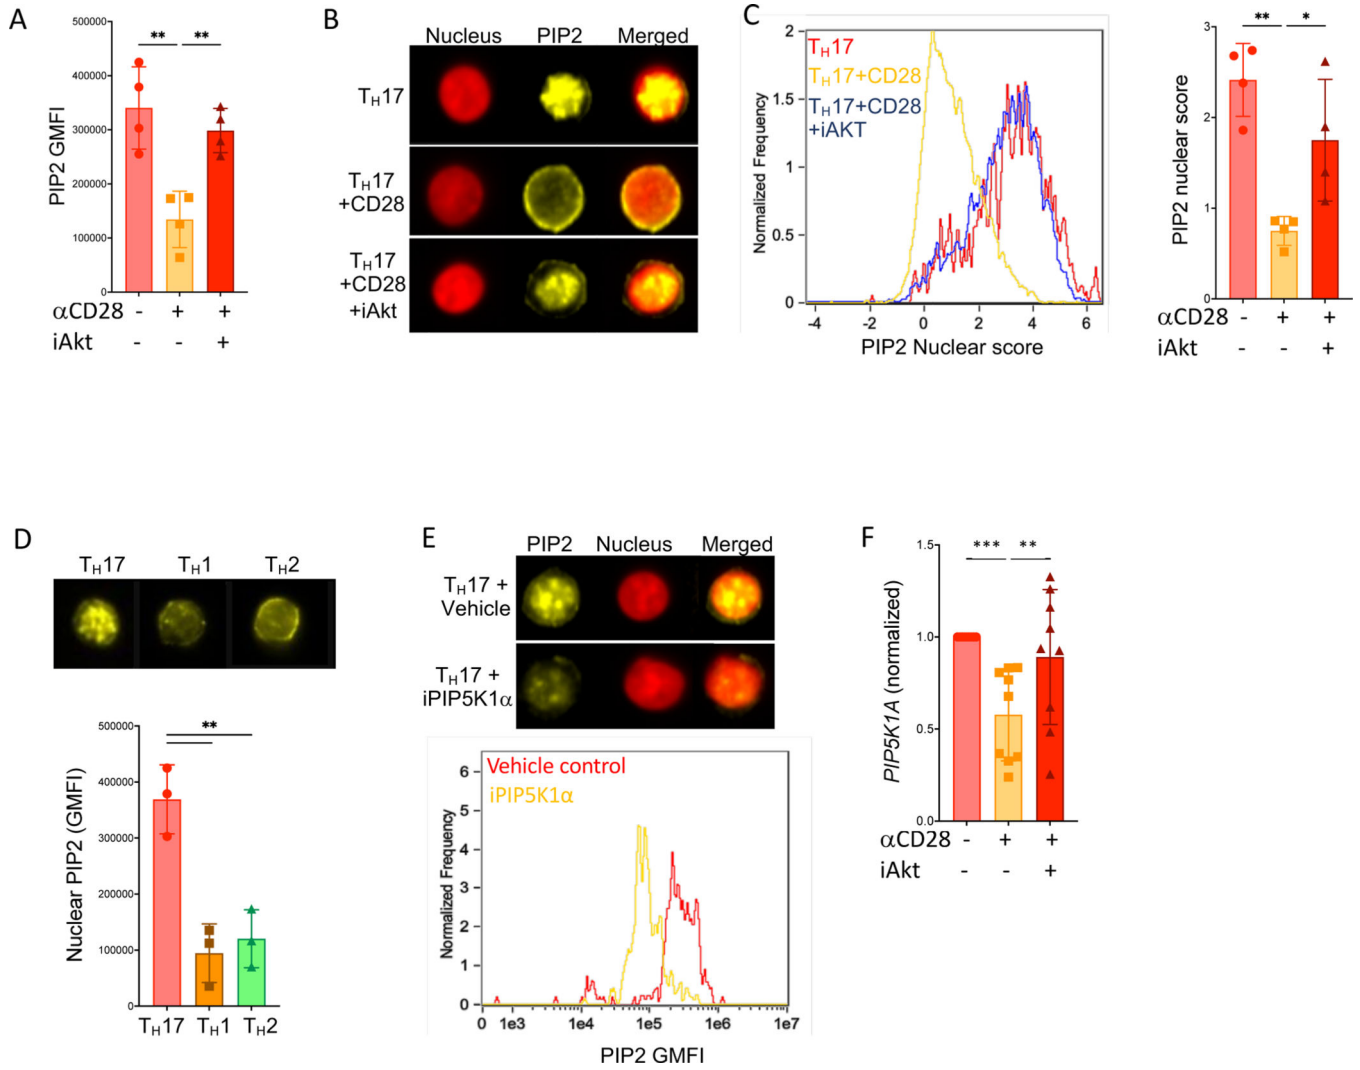 A
500000
400000
300000
200000
100000
0
PIP2 GMFI
** **
αCD28 - + +
iAkt - - +
B
Nucleus PIP2 Merged
TH17
TH17
+CD28
TH17
+CD28
+iAkt
C
2
1.5
1
0.5
0
Normalized Frequency
TH17
TH17+CD28
TH17+CD28
+iAKT
-4 -2 0 2 4 6
PIP2 Nuclear score
3
2
1
0
PIP2 nuclear score
** *
αCD28 - + +
iAkt - - +
D
TH17 TH1 TH2
500000
400000
300000
200000
100000
0
Nuclear PIP2 (GMFI)
**
TH17 TH1 TH2
E
PIP2 Nucleus Merged
TH17 +
Vehicle
TH17 +
iPIP5K1α
6
5
4
3
2
1
0
Normalized Frequency
Vehicle control
iPIP5K1α
0 1e3 1e4 1e5 1e6 1e7
PIP2 GMFI
F
1.5
1.0
0.5
0.0
PIP5K1A (normalized)
*** **
αCD28 - + +
iAkt - - +